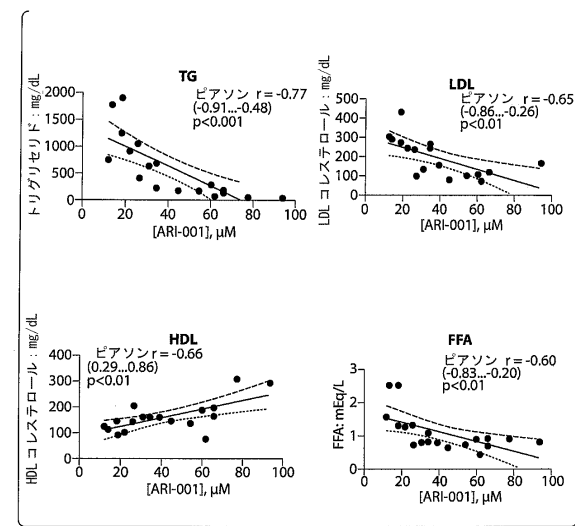 TG
ピアソン r=-0.77
(-0.91...-0.48)
p<0.001
トリグリセリド：mg/dL
2000
1500
1000
500
0
0 20 40 60 80 100
[ARI-001], μM
LDL
ピアソン r=-0.65
(-0.86...-0.26)
p<0.01
LDL コレステロール：mg/dL
500
400
300
200
100
0
0 20 40 60 80 100
[ARI-001], μM
HDL
ピアソン r=-0.66
(0.29...0.86)
p<0.01
HDL コレステロール：mg/dL
400
300
200
100
0
0 20 40 60 80 100
[ARI-001], μM
FFA
ピアソン r=-0.60
(-0.83...-0.20)
p<0.01
FFA: mEq/L
3
2
1
0
0 20 40 60 80 100
[ARI-001], μM